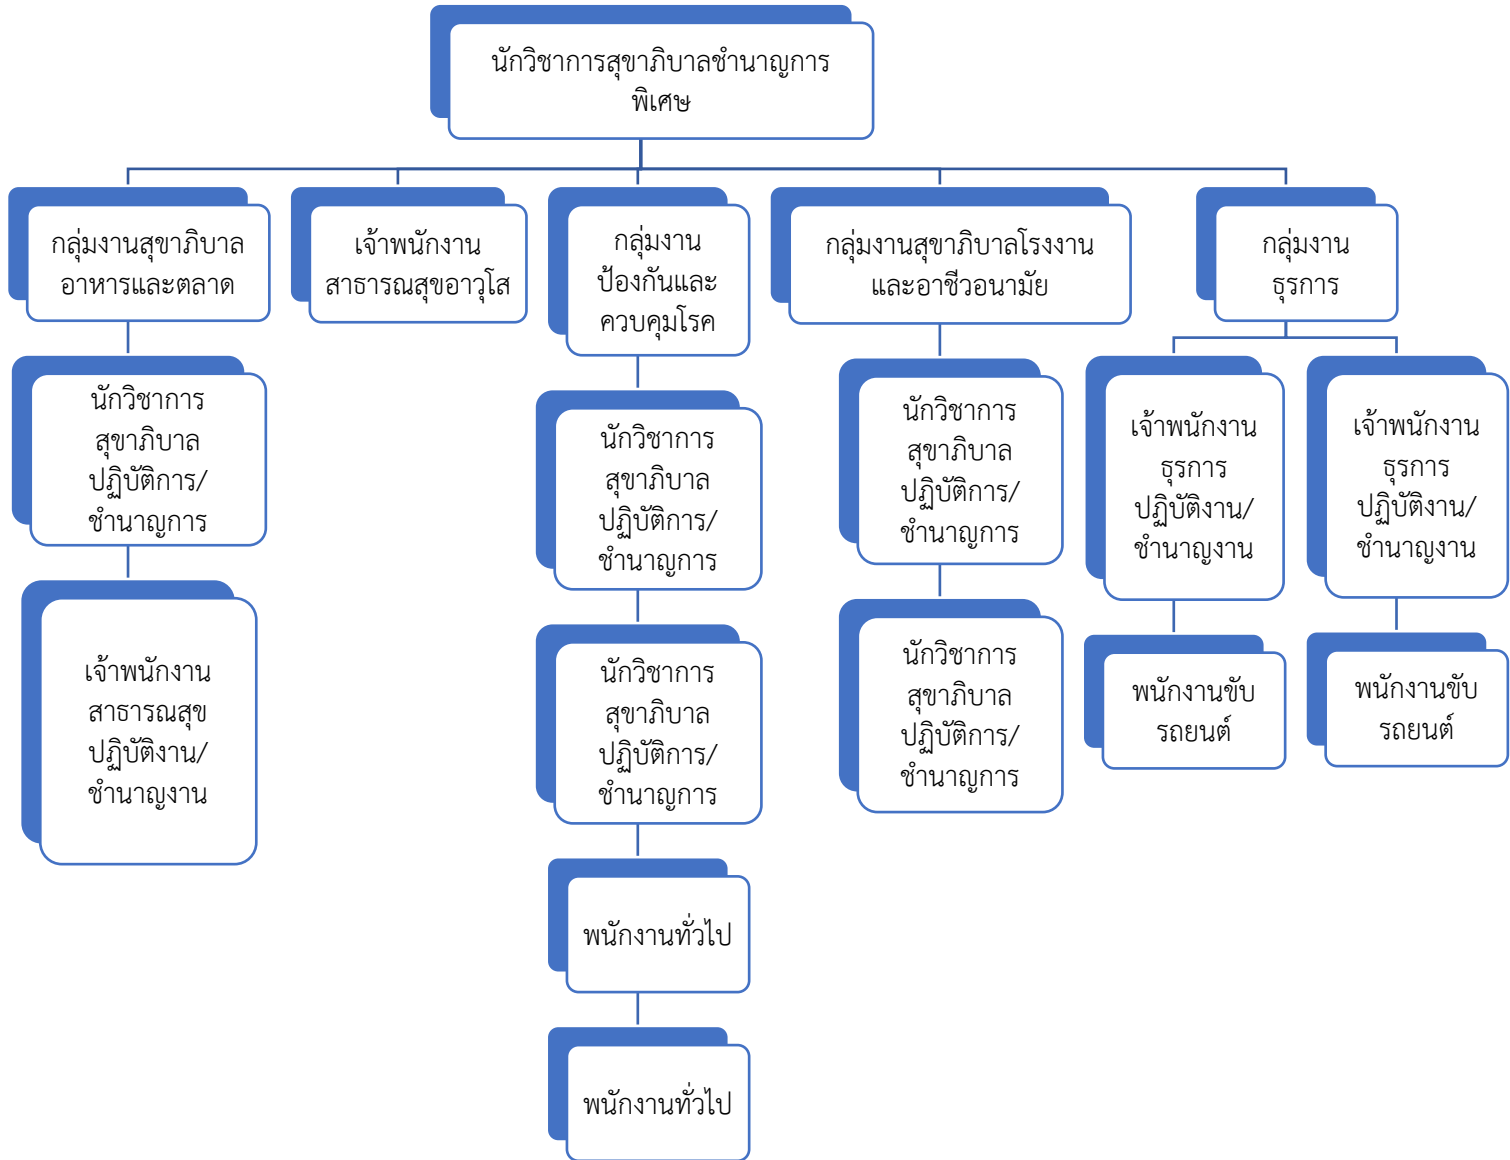 นักวิชาการสุขาภิบาลชำนาญการ
พิเศษ
กลุ่มงานสุขาภิบาล
อาหารและตลาด
เจ้าพนักงาน
สาธารณสุขอาวุโส
กลุ่มงาน
ป้องกันและ
ควบคุมโรค
กลุ่มงานสุขาภิบาลโรงงาน
และอาชีวอนามัย
กลุ่มงาน
ธุรการ
นักวิชาการ
สุขาภิบาล
ปฏิบัติการ/
ชำนาญการ
นักวิชาการ
สุขาภิบาล
ปฏิบัติการ/
ชำนาญการ
นักวิชาการ
สุขาภิบาล
ปฏิบัติการ/
ชำนาญการ
เจ้าพนักงาน
ธุรการ
ปฏิบัติงาน/
ชำนาญงาน
เจ้าพนักงาน
ธุรการ
ปฏิบัติงาน/
ชำนาญงาน
เจ้าพนักงาน
สาธารณสุข
ปฏิบัติงาน/
ชำนาญงาน
นักวิชาการ
สุขาภิบาล
ปฏิบัติการ/
ชำนาญการ
นักวิชาการ
สุขาภิบาล
ปฏิบัติการ/
ชำนาญการ
พนักงานขับ
รถยนต์
พนักงานขับ
รถยนต์
พนักงานทั่วไป
พนักงานทั่วไป